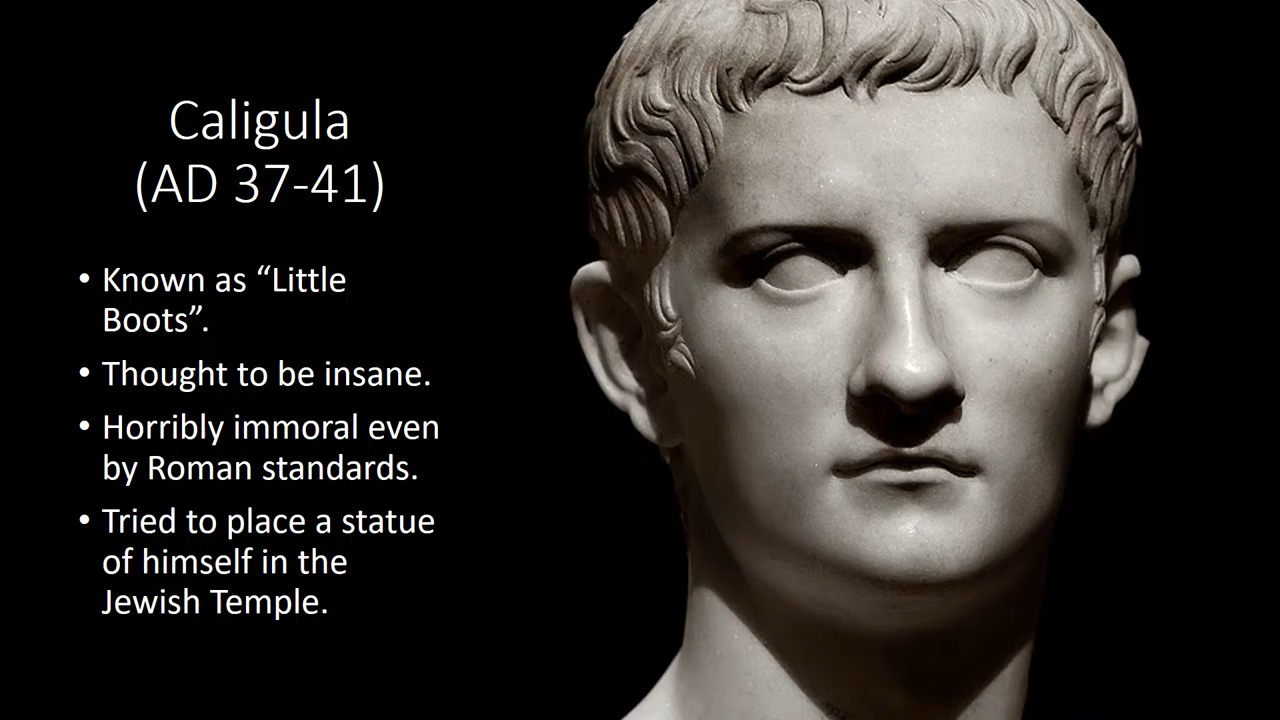 Caligula
(AD 37-41)
• Known as “Little
Boots”.
• Thought to be insane.
• Horribly immoral even
by Roman standards.
• Tried to place a statue
of himself in the
Jewish Temple.